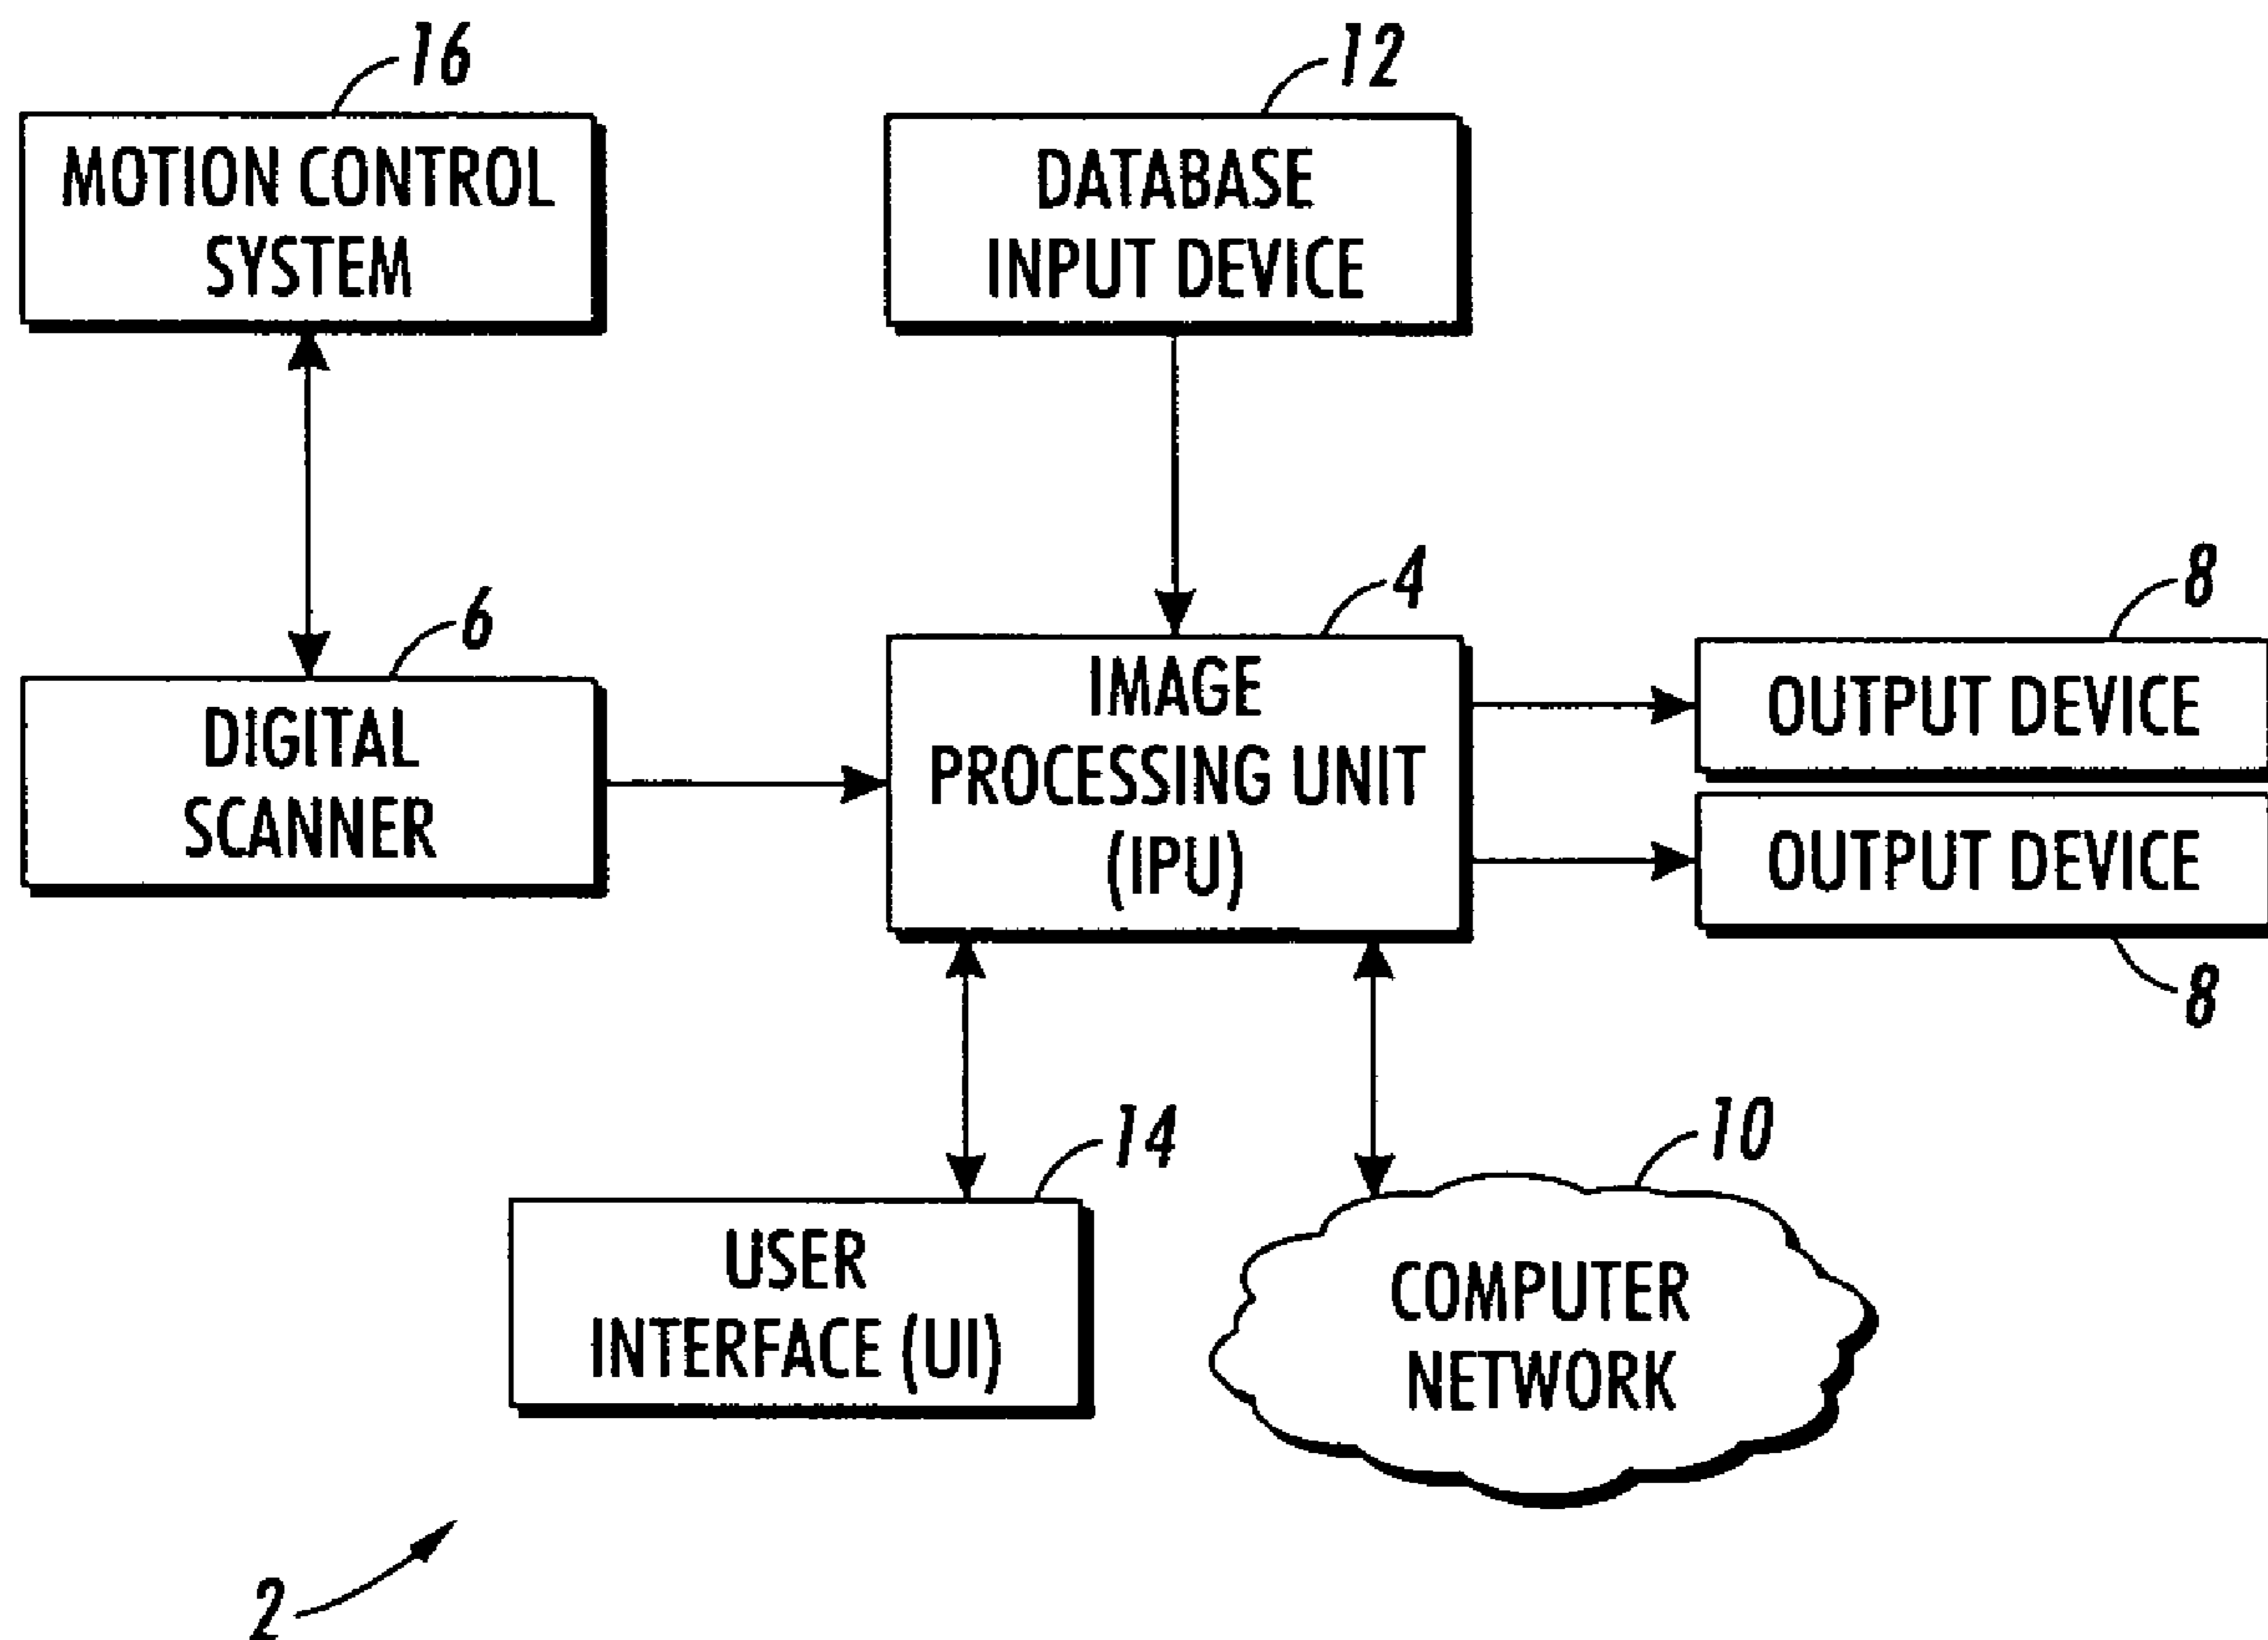 16
MOTION CONTROL
SYSTEM
12
DATABASE
INPUT DEVICE
6
DIGITAL
SCANNER
4
IMAGE
PROCESSING UNIT
(IPU)
8
OUTPUT DEVICE
OUTPUT DEVICE
8
14
USER
INTERFACE (UI)
10
COMPUTER
NETWORK
2